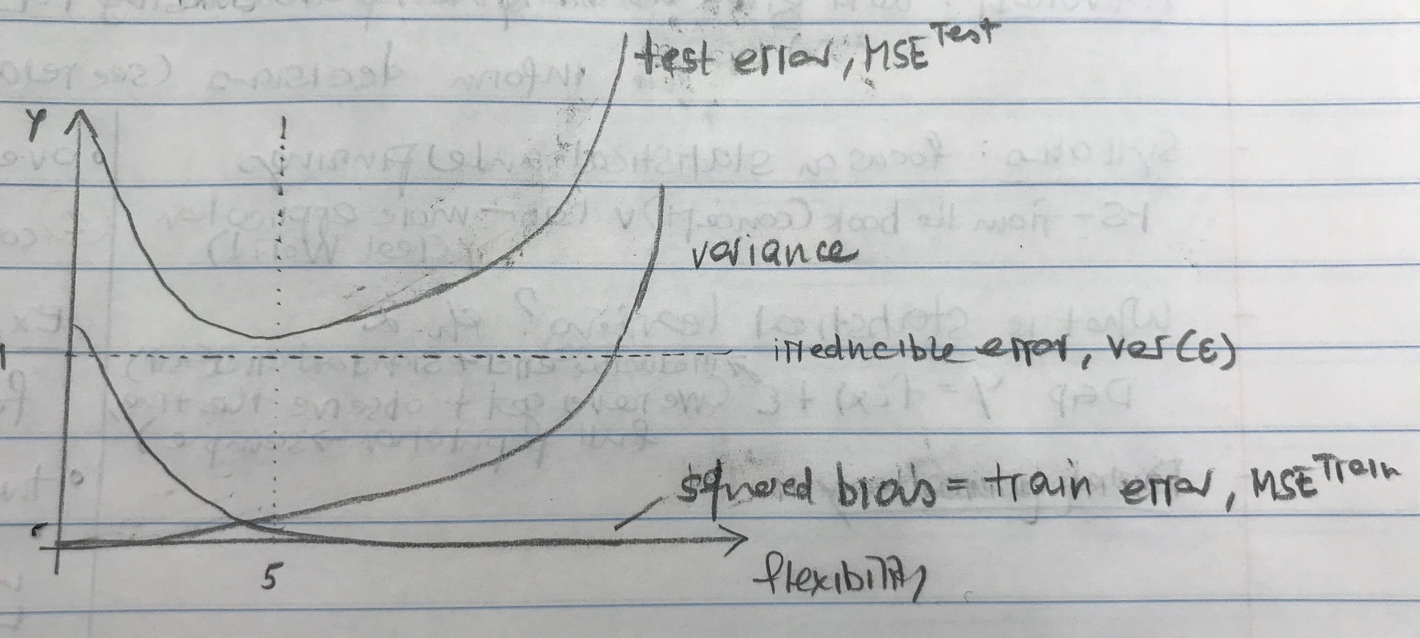 test error, MSE^Test
Y
variance
irreducible error, var(ε)
squared bias = train error, MSE^Train
5
flexibility